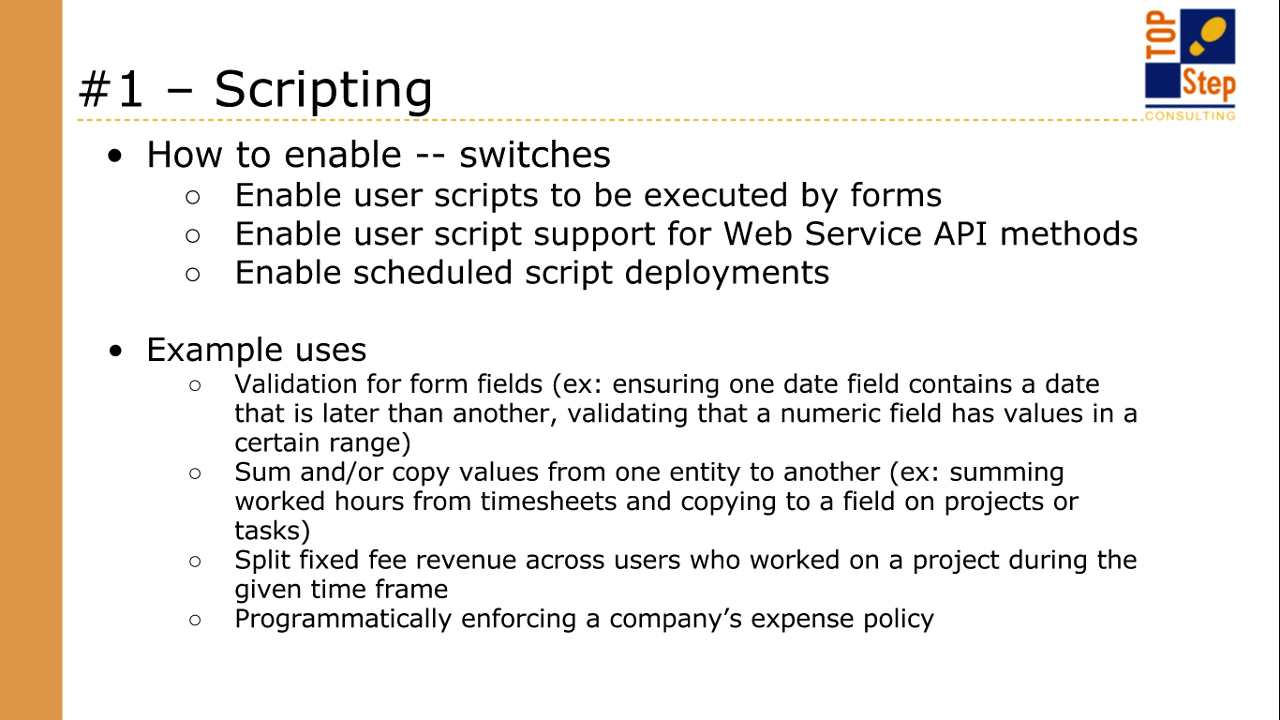 TOP
Step
CONSULTING
#1 – Scripting
• How to enable -- switches
○ Enable user scripts to be executed by forms
○ Enable user script support for Web Service API methods
○ Enable scheduled script deployments
• Example uses
○ Validation for form fields (ex: ensuring one date field contains a date
that is later than another, validating that a numeric field has values in a
certain range)
○ Sum and/or copy values from one entity to another (ex: summing
worked hours from timesheets and copying to a field on projects or
tasks)
○ Split fixed fee revenue across users who worked on a project during the
given time frame
○ Programmatically enforcing a company’s expense policy